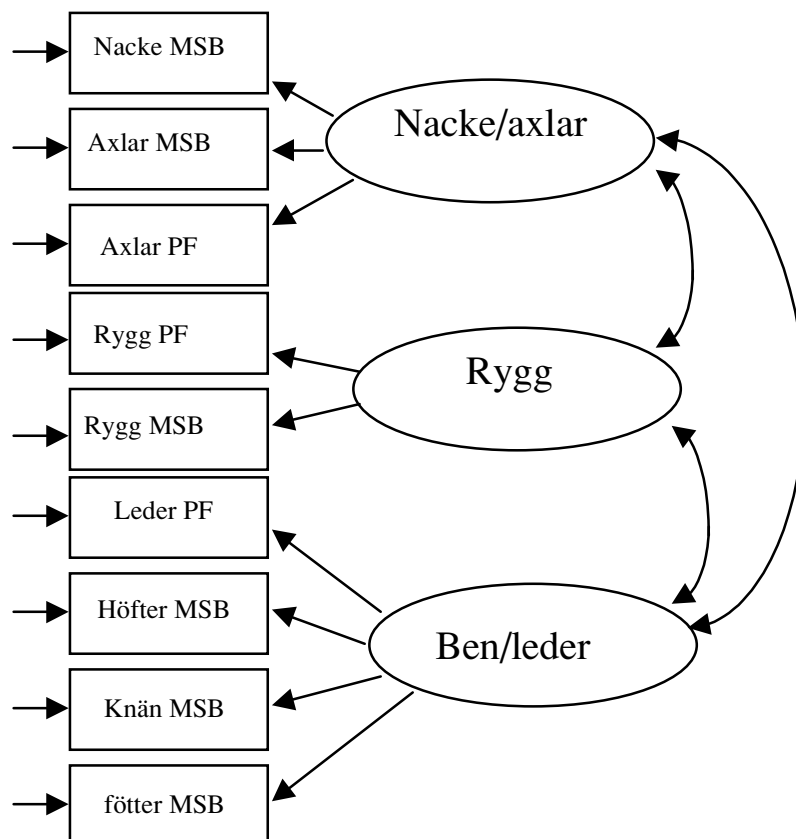 Nacke MSB
Axlar MSB
Axlar PF
Rygg PF
Rygg MSB
Leder PF
Höfter MSB
Knän MSB
fötter MSB
Nacke/axlar
Rygg
Ben/leder